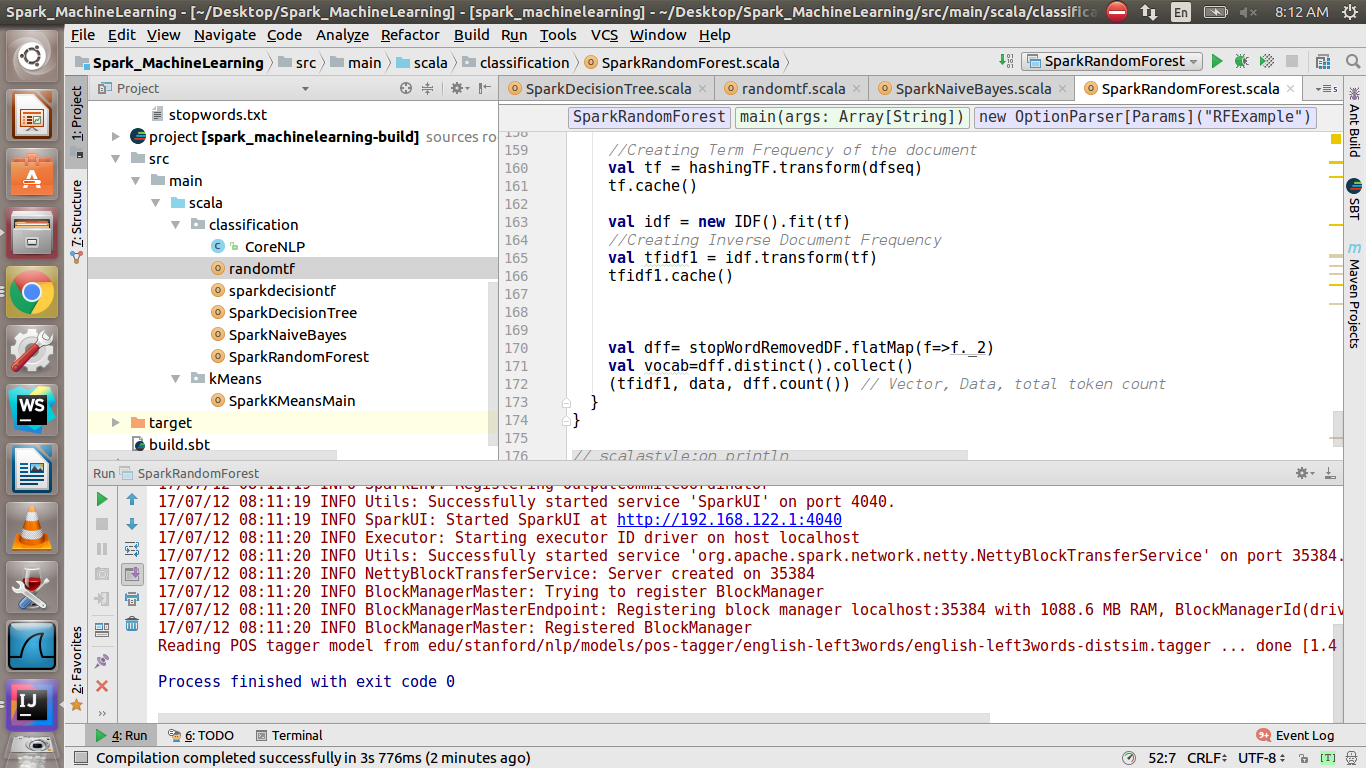 Spark_MachineLearning - [~/Desktop/Spark_MachineLearning] - [spark_machinelearning] - ~/Desktop/Spark_MachineLearning/src/main/scala/classifica
En
8:12 AM
File Edit View Navigate Code Analyze Refactor Build Run Tools VCS Window Help
Spark_MachineLearning src main scala classification SparkRandomForest.scala
SparkRandomForest
Project
SparkDecisionTree.scala randomtf.scala SparkNaiveBayes.scala SparkRandomForest.scala
SparkRandomForest main(args: Array[String]) new OptionParser[Params]("RFExample")
1: Project
7: Structure
2: Favorites
Ant Build
SBT
m
Maven Projects
stopwords.txt
project [spark_machinelearning-build] sources ro
src
main
scala
classification
CoreNLP
randomtf
sparkdecisiontf
SparkDecisionTree
SparkNaiveBayes
SparkRandomForest
kMeans
SparkKMeansMain
target
build.sbt
158
159 //Creating Term Frequency of the document
160 val tf = hashingTF.transform(dfseq)
161 tf.cache()
162
163 val idf = new IDF().fit(tf)
164 //Creating Inverse Document Frequency
165 val tfidf1 = idf.transform(tf)
166 tfidf1.cache()
167
168
169
170 val dff= stopWordRemovedDF.flatMap(f=>f._2)
171 val vocab=dff.distinct().collect()
172 (tfidf1, data, dff.count()) // Vector, Data, total token count
173 }
174 }
175
176 // scalastyle:on println
Run SparkRandomForest
17/07/12 08:11:19 INFO SparkEnv: Registering OutputCommitCoordinator
17/07/12 08:11:19 INFO Utils: Successfully started service 'SparkUI' on port 4040.
17/07/12 08:11:19 INFO SparkUI: Started SparkUI at http://192.168.122.1:4040
17/07/12 08:11:20 INFO Executor: Starting executor ID driver on host localhost
17/07/12 08:11:20 INFO Utils: Successfully started service 'org.apache.spark.network.netty.NettyBlockTransferService' on port 35384.
17/07/12 08:11:20 INFO NettyBlockTransferService: Server created on 35384
17/07/12 08:11:20 INFO BlockManagerMaster: Trying to register BlockManager
17/07/12 08:11:20 INFO BlockManagerMasterEndpoint: Registering block manager localhost:35384 with 1088.6 MB RAM, BlockManagerId(driv
17/07/12 08:11:20 INFO BlockManagerMaster: Registered BlockManager
Reading POS tagger model from edu/stanford/nlp/models/pos-tagger/english-left3words/english-left3words-distsim.tagger ... done [1.4
Process finished with exit code 0
4: Run 6: TODO Terminal
9+ Event Log
Compilation completed successfully in 3s 776ms (2 minutes ago)
52:7 CRLF UTF-8 [T]